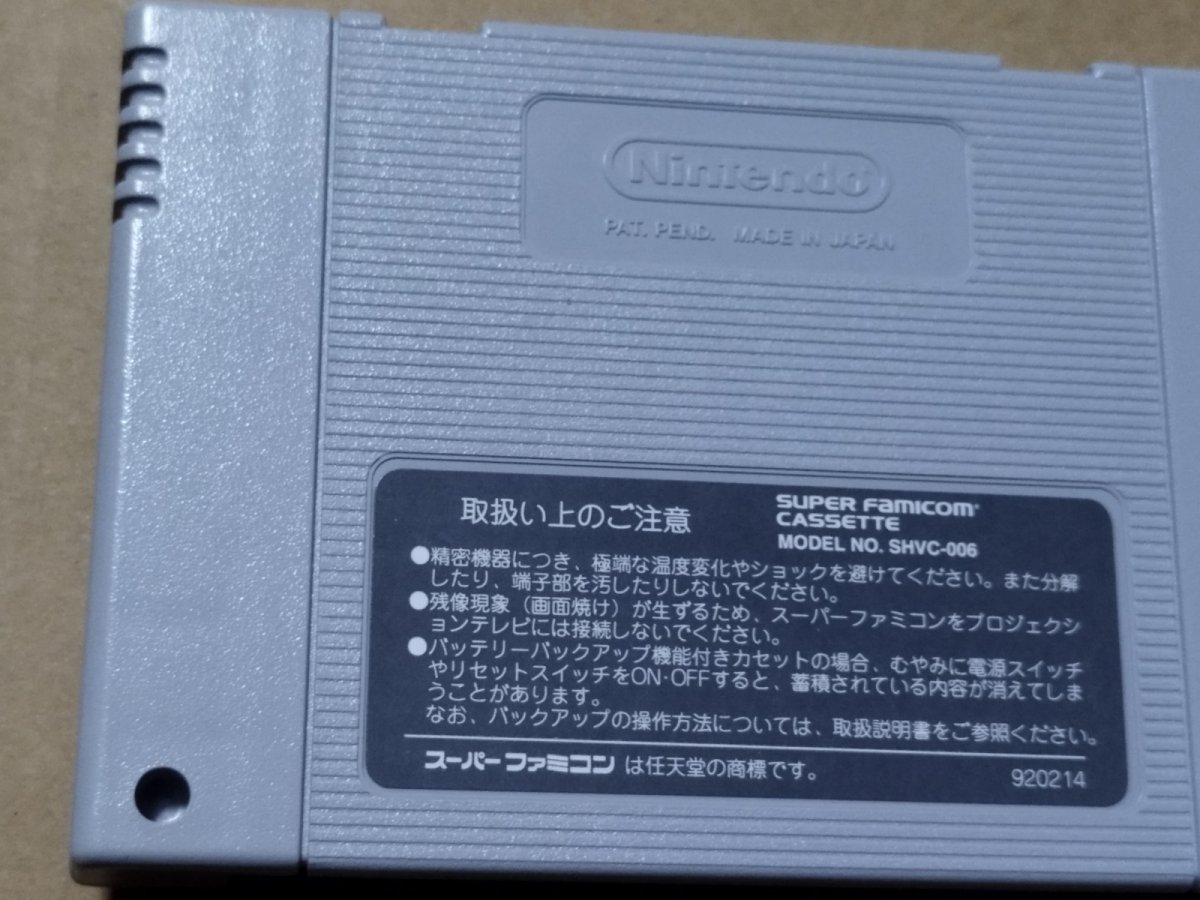 Nintendo
PAT. PEND. MADE IN JAPAN
取扱い上のご注意
SUPER FAMICOM
CASSETTE
MODEL NO. SHVC-006
●精密機器につき、極端な温度変化やショックを避けてください。また分解
したり、端子部を汚したりしないでください。
●残像現象（画面焼け）が生ずるため、スーパーファミコンをプロジェクシ
ョンテレビには接続しないでください。
●バッテリーバックアップ機能付きカセットの場合、むやみに電源スイッチ
やリセットスイッチをON·OFFすると、蓄積されている内容が消えてしま
うことがあります。
なお、バックアップの操作方法については、取扱説明書をご参照ください。
スーパーファミコン は任天堂の商標です。
920214